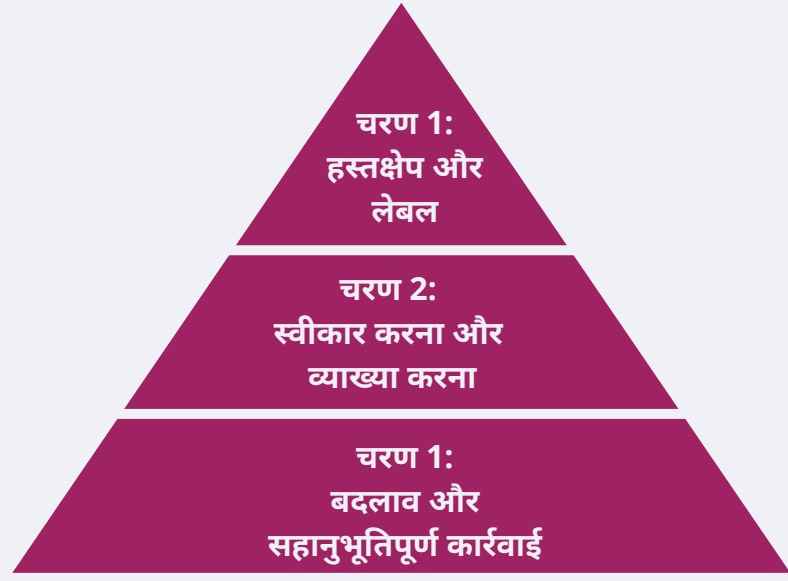 चरण 1:
हस्तक्षेप और
लेबल
चरण 2:
स्वीकार करना और
व्याख्या करना
चरण 1:
बदलाव और
सहानुभूतिपूर्ण कार्रवाई